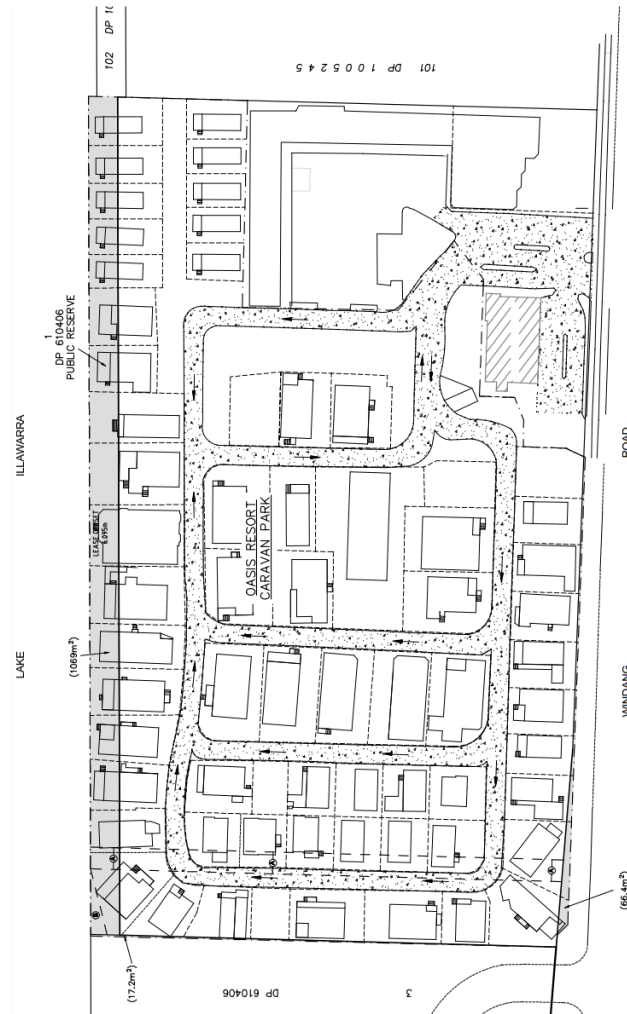 102 DP 10
101 DP 1005245
1
DP 610406
PUBLIC RESERVE
ILLAWARRA
ROAD
LEASE OFFSET
6.095m
OASIS RESORT
CARAVAN PARK
LAKE
(1069m²)
WINDANG
A
A
A
B
(66.4m²)
(17.2m²)
DP 610406
3